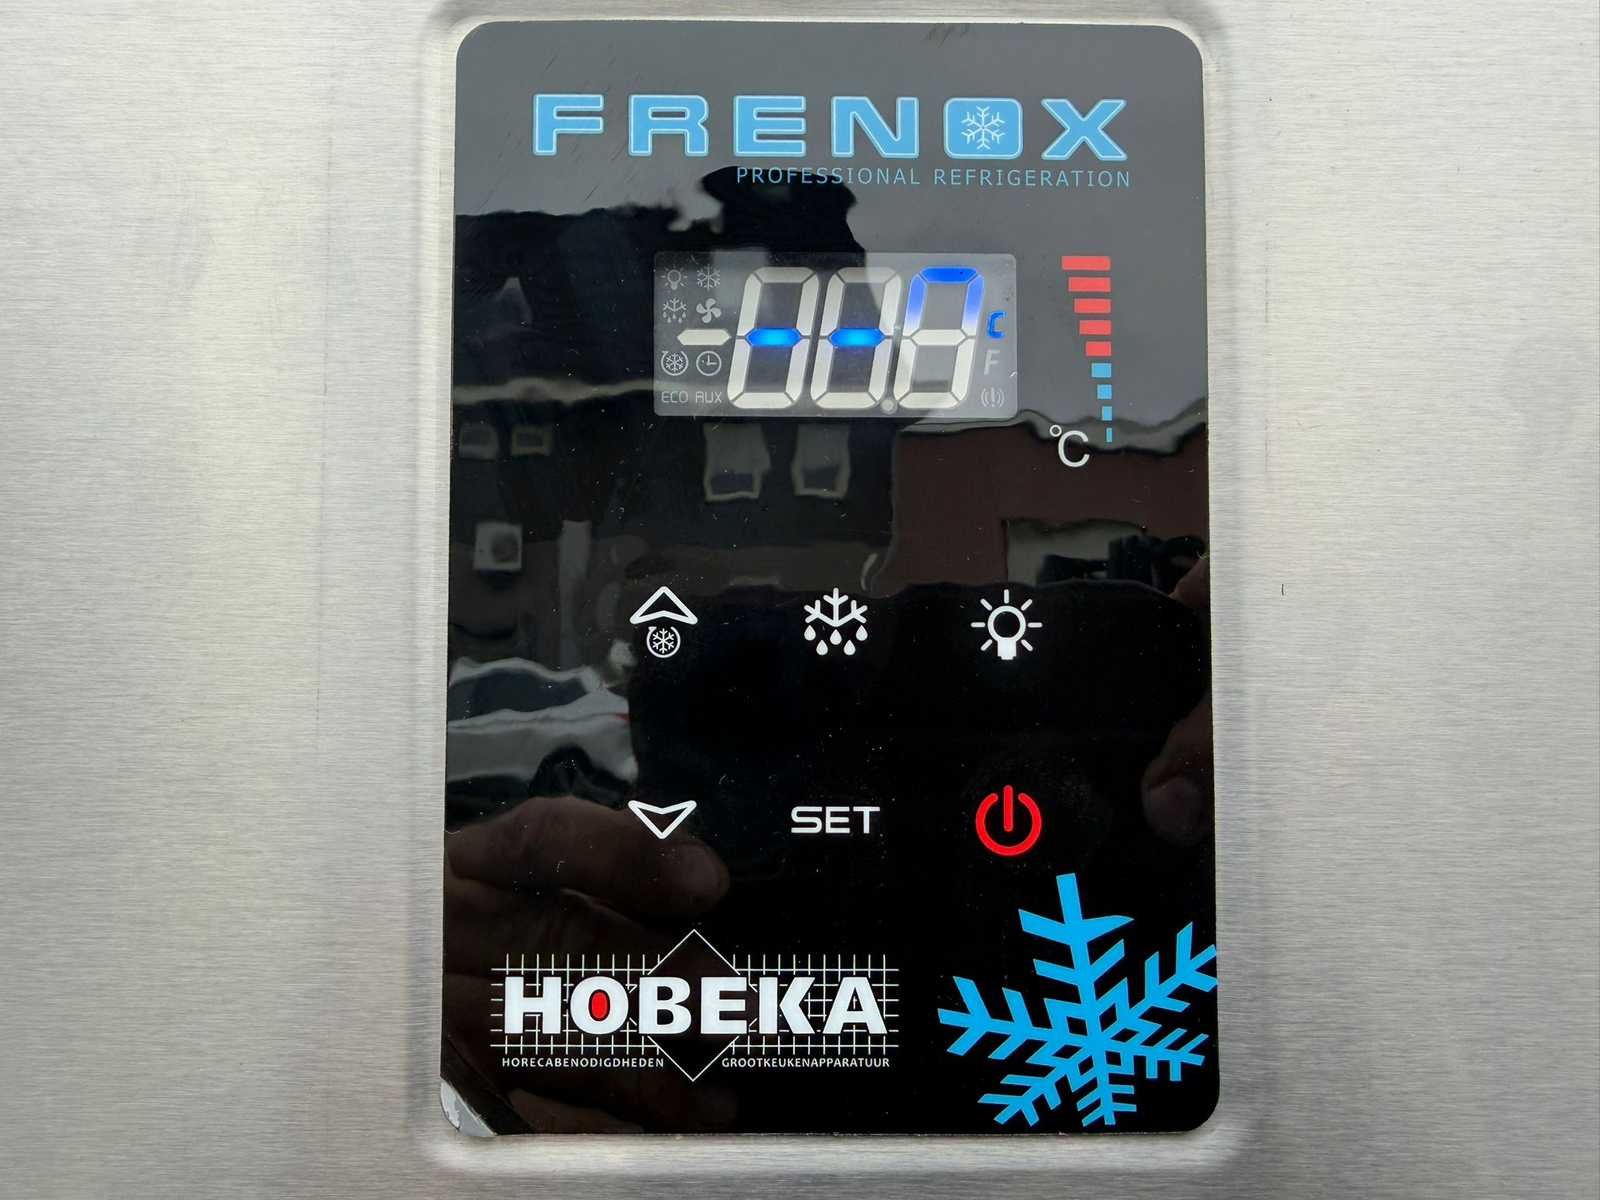 FRENOX
PROFESSIONAL REFRIGERATION
C
F
ECO AUX
°C
SET
HOBEKA
HORECABENODIGDHEDEN GROOTKEUKENAPPARATUUR